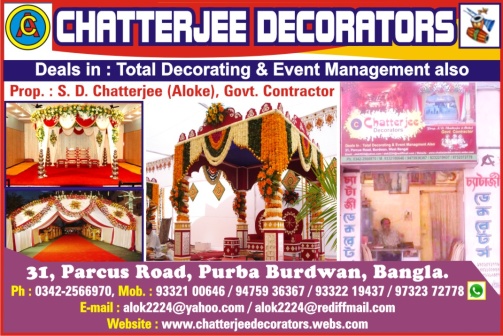 CHATTERJEE DECORATORS
Deals in : Total Decorating & Event Management also
Prop. : S. D. Chatterjee (Aloke), Govt. Contractor
Chatterjee
Decorators
31, Parcus Road, Purba Burdwan, Bangla.
Ph : 0342-2566970, Mob. : 93321 00646 / 94759 36367 / 93322 19437 / 97323 72778
E-mail : alok2224@yahoo.com / alok2224@rediffmail.com
Website : www.chatterjeedecorators.webs.com